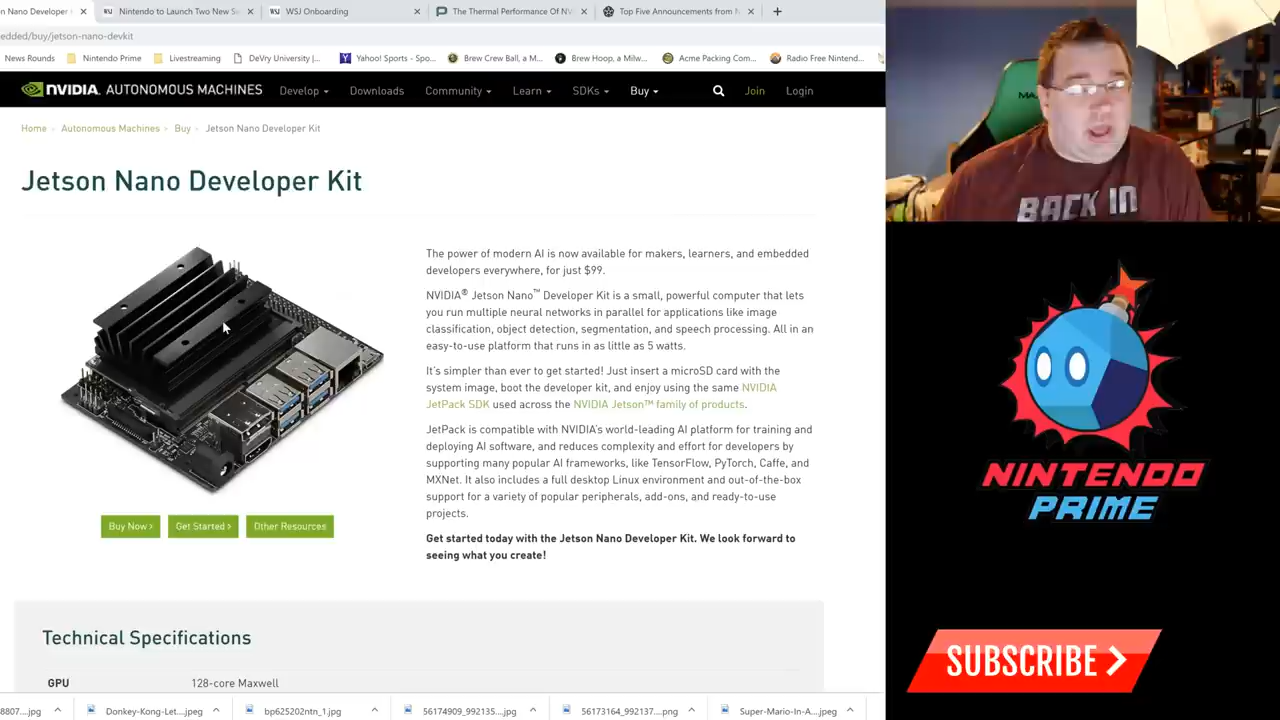 on Nano Developer
Nintendo to Launch Two New S
WSJ Onboarding
The Thermal Performance Of NV
Top Five Announcements from N
edded/buy/jetson-nano-devkit
News Rounds
Nintendo Prime
Livestreaming
DeVry University |...
Yahoo! Sports - Spo...
Brew Crew Ball, a M...
Brew Hoop, a Milw...
Acme Packing Com...
Radio Free Nintend...
NVIDIA. AUTONOMOUS MACHINES
Develop
Downloads
Community
Learn
SDKs
Buy
Join
Login
Home
Autonomous Machines
Buy
Jetson Nano Developer Kit
Jetson Nano Developer Kit
The power of modern AI is now available for makers, learners, and embedded
developers everywhere, for just $99.
NVIDIA® Jetson Nano™ Developer Kit is a small, powerful computer that lets
you run multiple neural networks in parallel for applications like image
classification, object detection, segmentation, and speech processing. All in an
easy-to-use platform that runs in as little as 5 watts.
It's simpler than ever to get started! Just insert a microSD card with the
system image, boot the developer kit, and enjoy using the same NVIDIA
JetPack SDK used across the NVIDIA Jetson™ family of products.
JetPack is compatible with NVIDIA's world-leading AI platform for training and
deploying AI software, and reduces complexity and effort for developers by
supporting many popular AI frameworks, like TensorFlow, PyTorch, Caffe, and
MXNet. It also includes a full desktop Linux environment and out-of-the-box
support for a variety of popular peripherals, add-ons, and ready-to-use
projects.
Get started today with the Jetson Nano Developer Kit. We look forward to
seeing what you create!
Buy Now >
Get Started >
Other Resources
Technical Specifications
GPU
128-core Maxwell
8807...jpg
Donkey-Kong-Let....jpeg
bp625202ntn_1.jpg
56174909_992135...jpg
56173164_992137...png
Super-Mario-In-A...jpeg
BACK IN
NINTENDO
PRIME
SUBSCRIBE